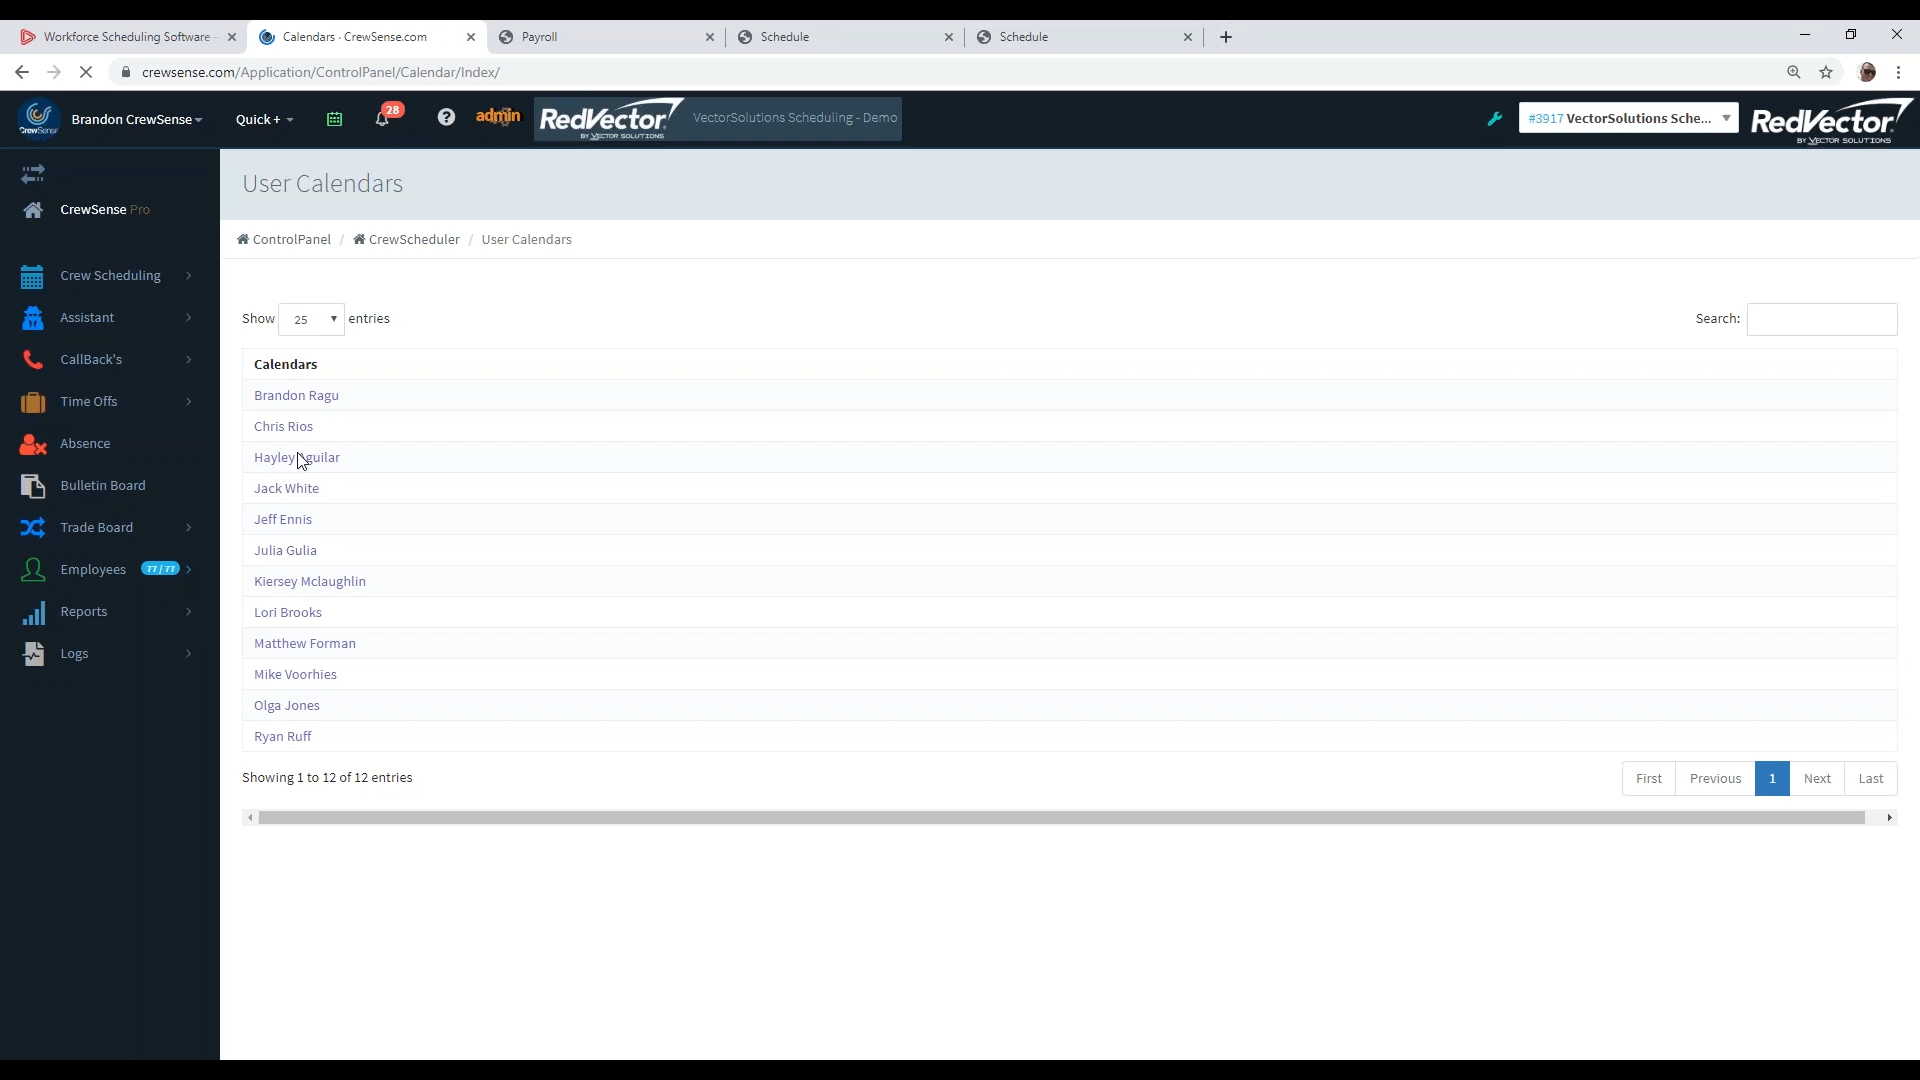 Workforce Scheduling Software -
Calendars · CrewSense.com
Payroll
Schedule
Schedule
crewsense.com/Application/ControlPanel/Calendar/Index/
CrewSense
Brandon CrewSense
Quick +
28
admin
RedVector
BY VECTOR SOLUTIONS
VectorSolutions Scheduling - Demo
#3917 VectorSolutions Sche...
RedVector
BY VECTOR SOLUTIONS
CrewSense Pro
Crew Scheduling
Assistant
CallBack's
Time Offs
Absence
Bulletin Board
Trade Board
Employees 77 / 77
Reports
Logs
User Calendars
ControlPanel / CrewScheduler / User Calendars
Show 25 entries
Search:
Calendars
Brandon Ragu
Chris Rios
Hayley Aguilar
Jack White
Jeff Ennis
Julia Gulia
Kiersey Mclaughlin
Lori Brooks
Matthew Forman
Mike Voorhies
Olga Jones
Ryan Ruff
Showing 1 to 12 of 12 entries
First Previous 1 Next Last